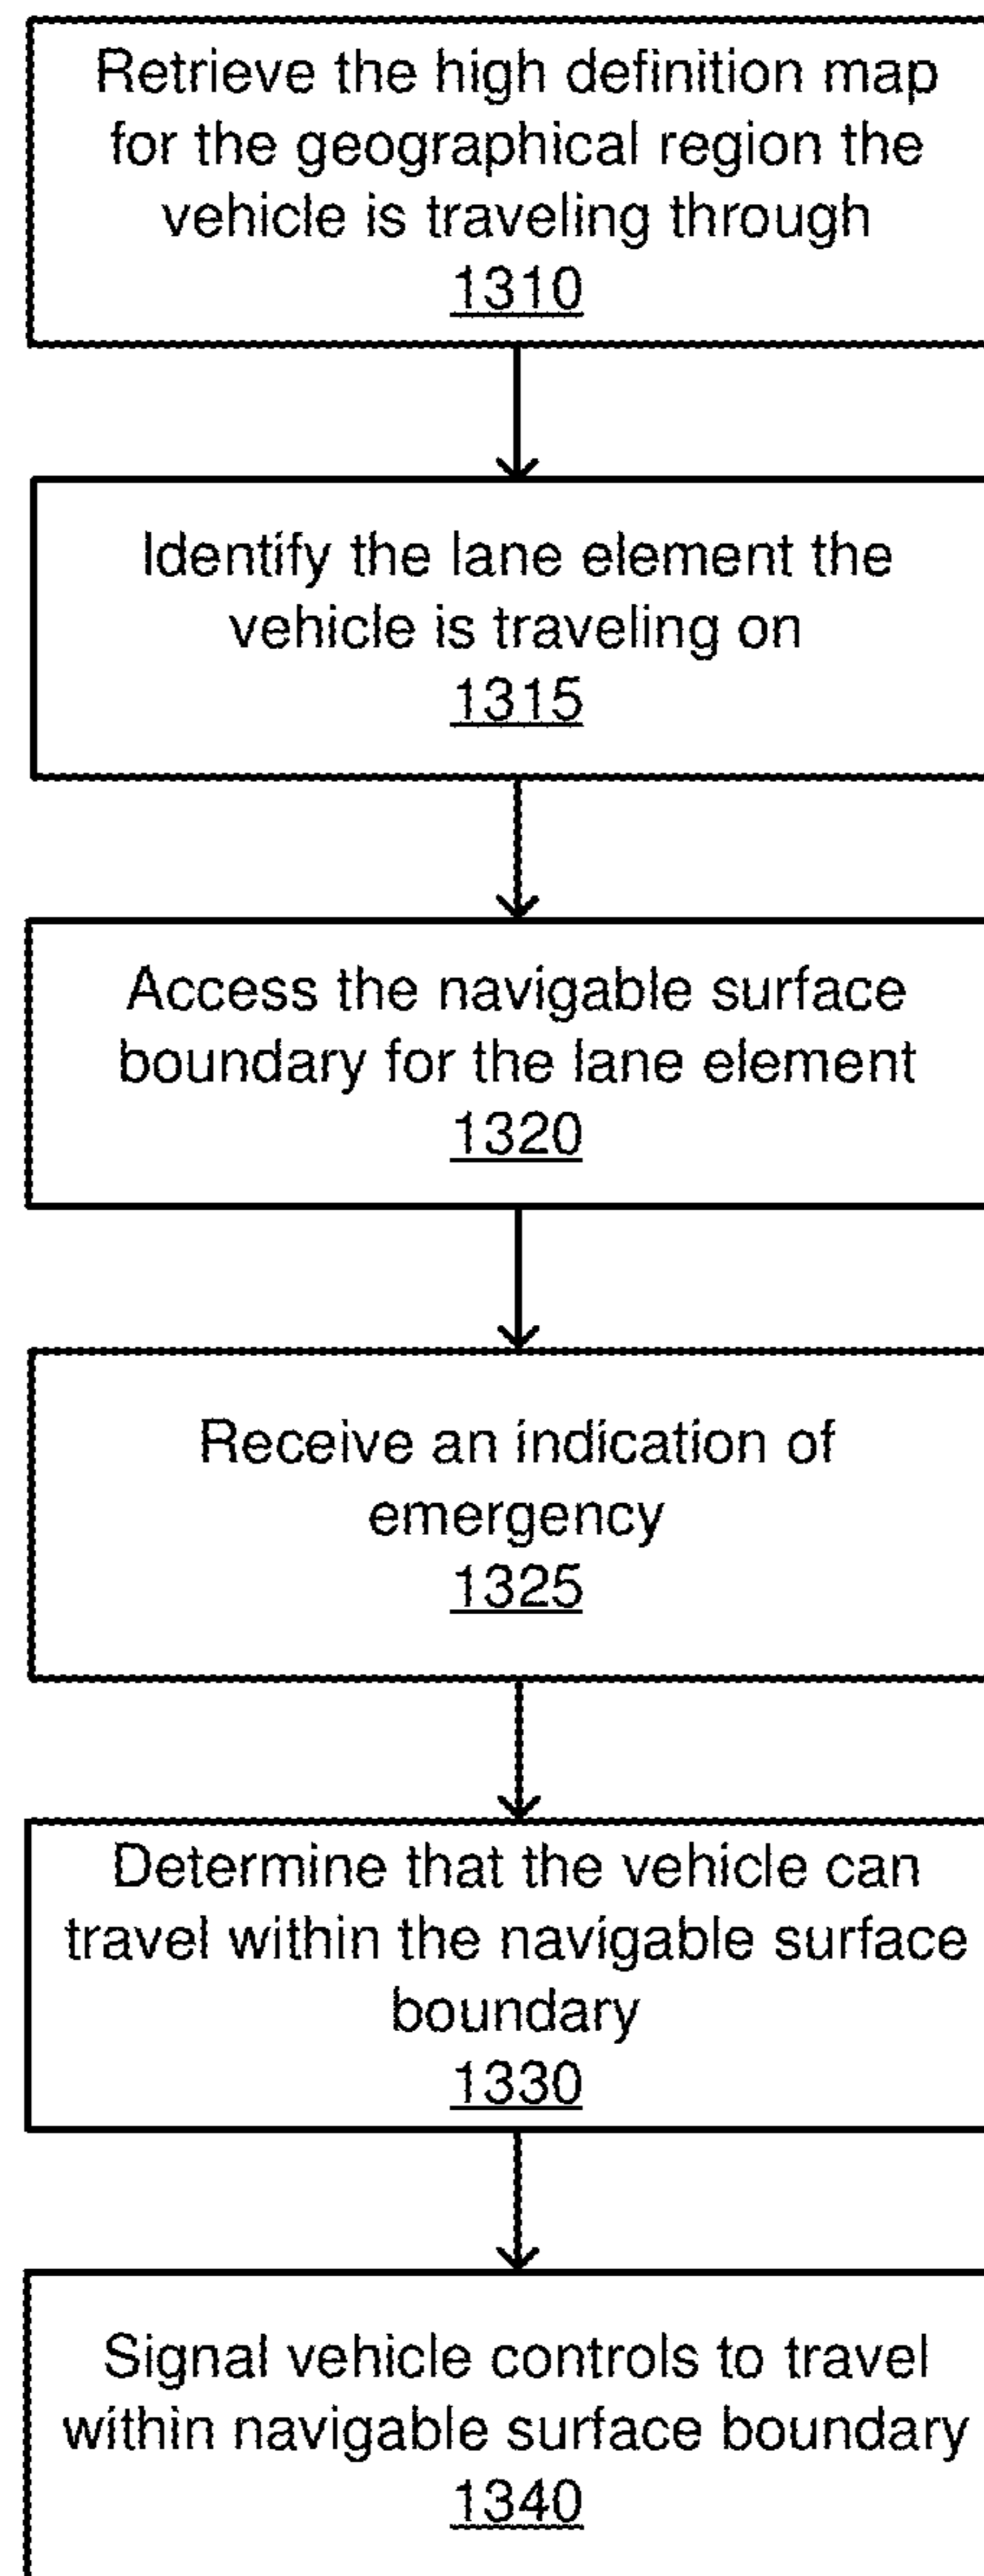 Retrieve the high definition map
for the geographical region the
vehicle is traveling through
1310
Identify the lane element the
vehicle is traveling on
1315
Access the navigable surface
boundary for the lane element
1320
Receive an indication of
emergency
1325
Determine that the vehicle can
travel within the navigable surface
boundary
1330
Signal vehicle controls to travel
within navigable surface boundary
1340